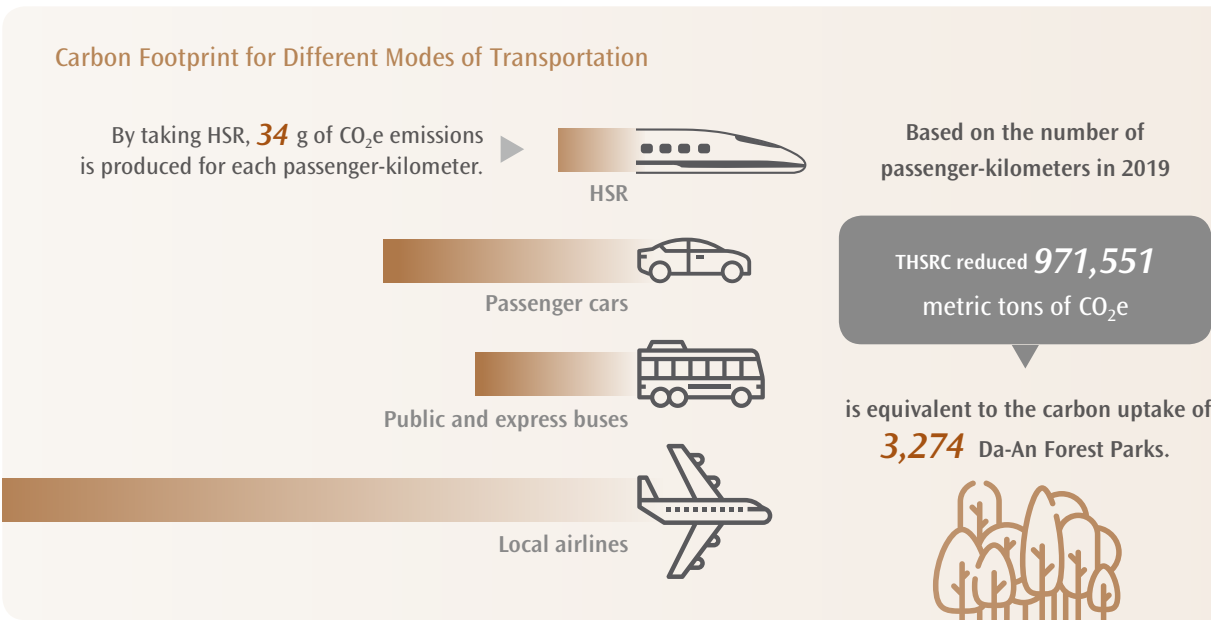 Carbon Footprint for Different Modes of Transportation
By taking HSR, 34 g of CO₂e emissions
is produced for each passenger-kilometer.
HSR
Passenger cars
Public and express buses
Local airlines
Based on the number of
passenger-kilometers in 2019
THSRC reduced 971,551
metric tons of CO₂e
is equivalent to the carbon uptake of
3,274 Da-An Forest Parks.